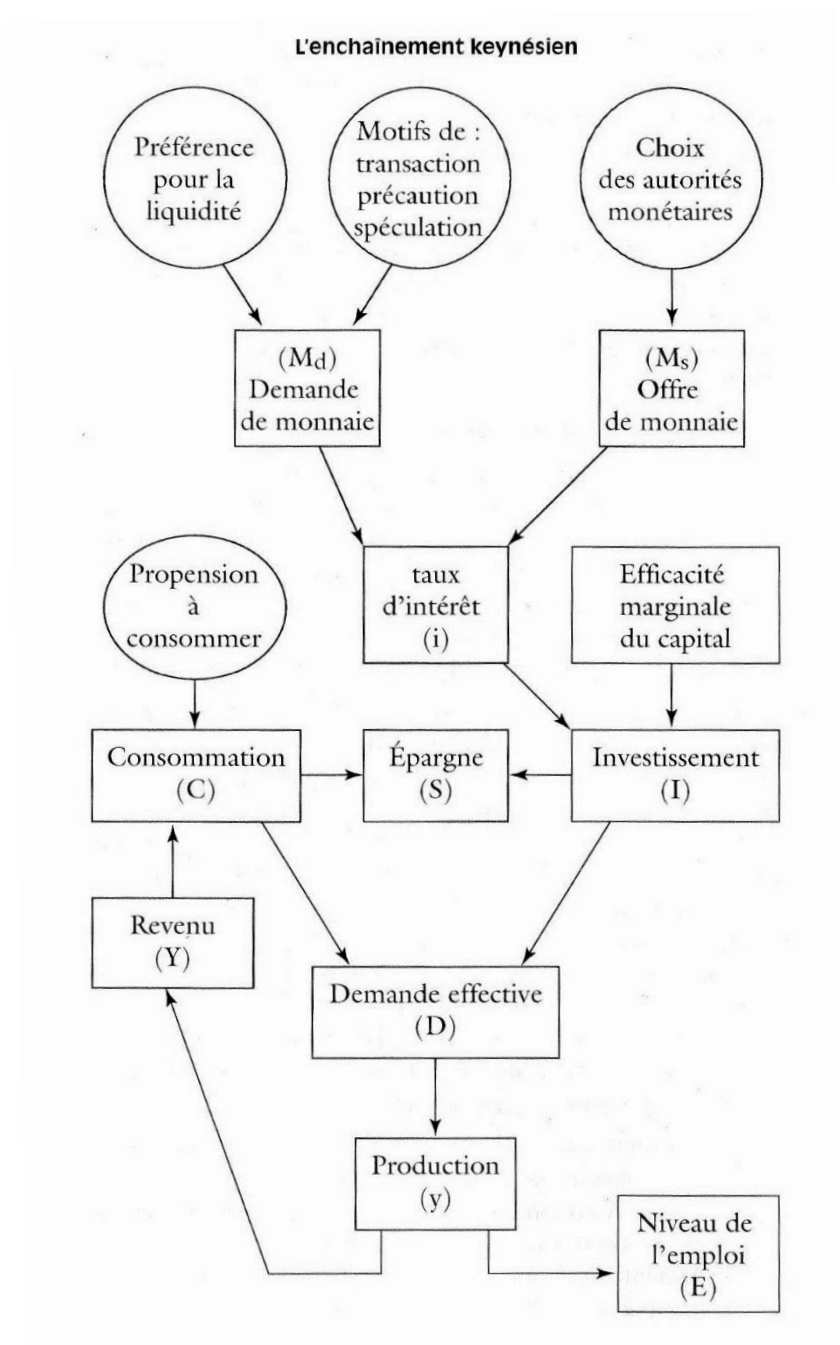 L'enchaînement keynésien
Préférence
pour la
liquidité
Motifs de :
transaction
précaution
spéculation
Choix
des autorités
monétaires
(Md)
Demande
de monnaie
(Ms)
Offre
de monnaie
Propension
à
consommer
taux
d'intérêt
(i)
Efficacité
marginale
du capital
Consommation
(C)
Épargne
(S)
Investissement
(I)
Revenu
(Y)
Demande effective
(D)
Production
(y)
Niveau de
l'emploi
(E)